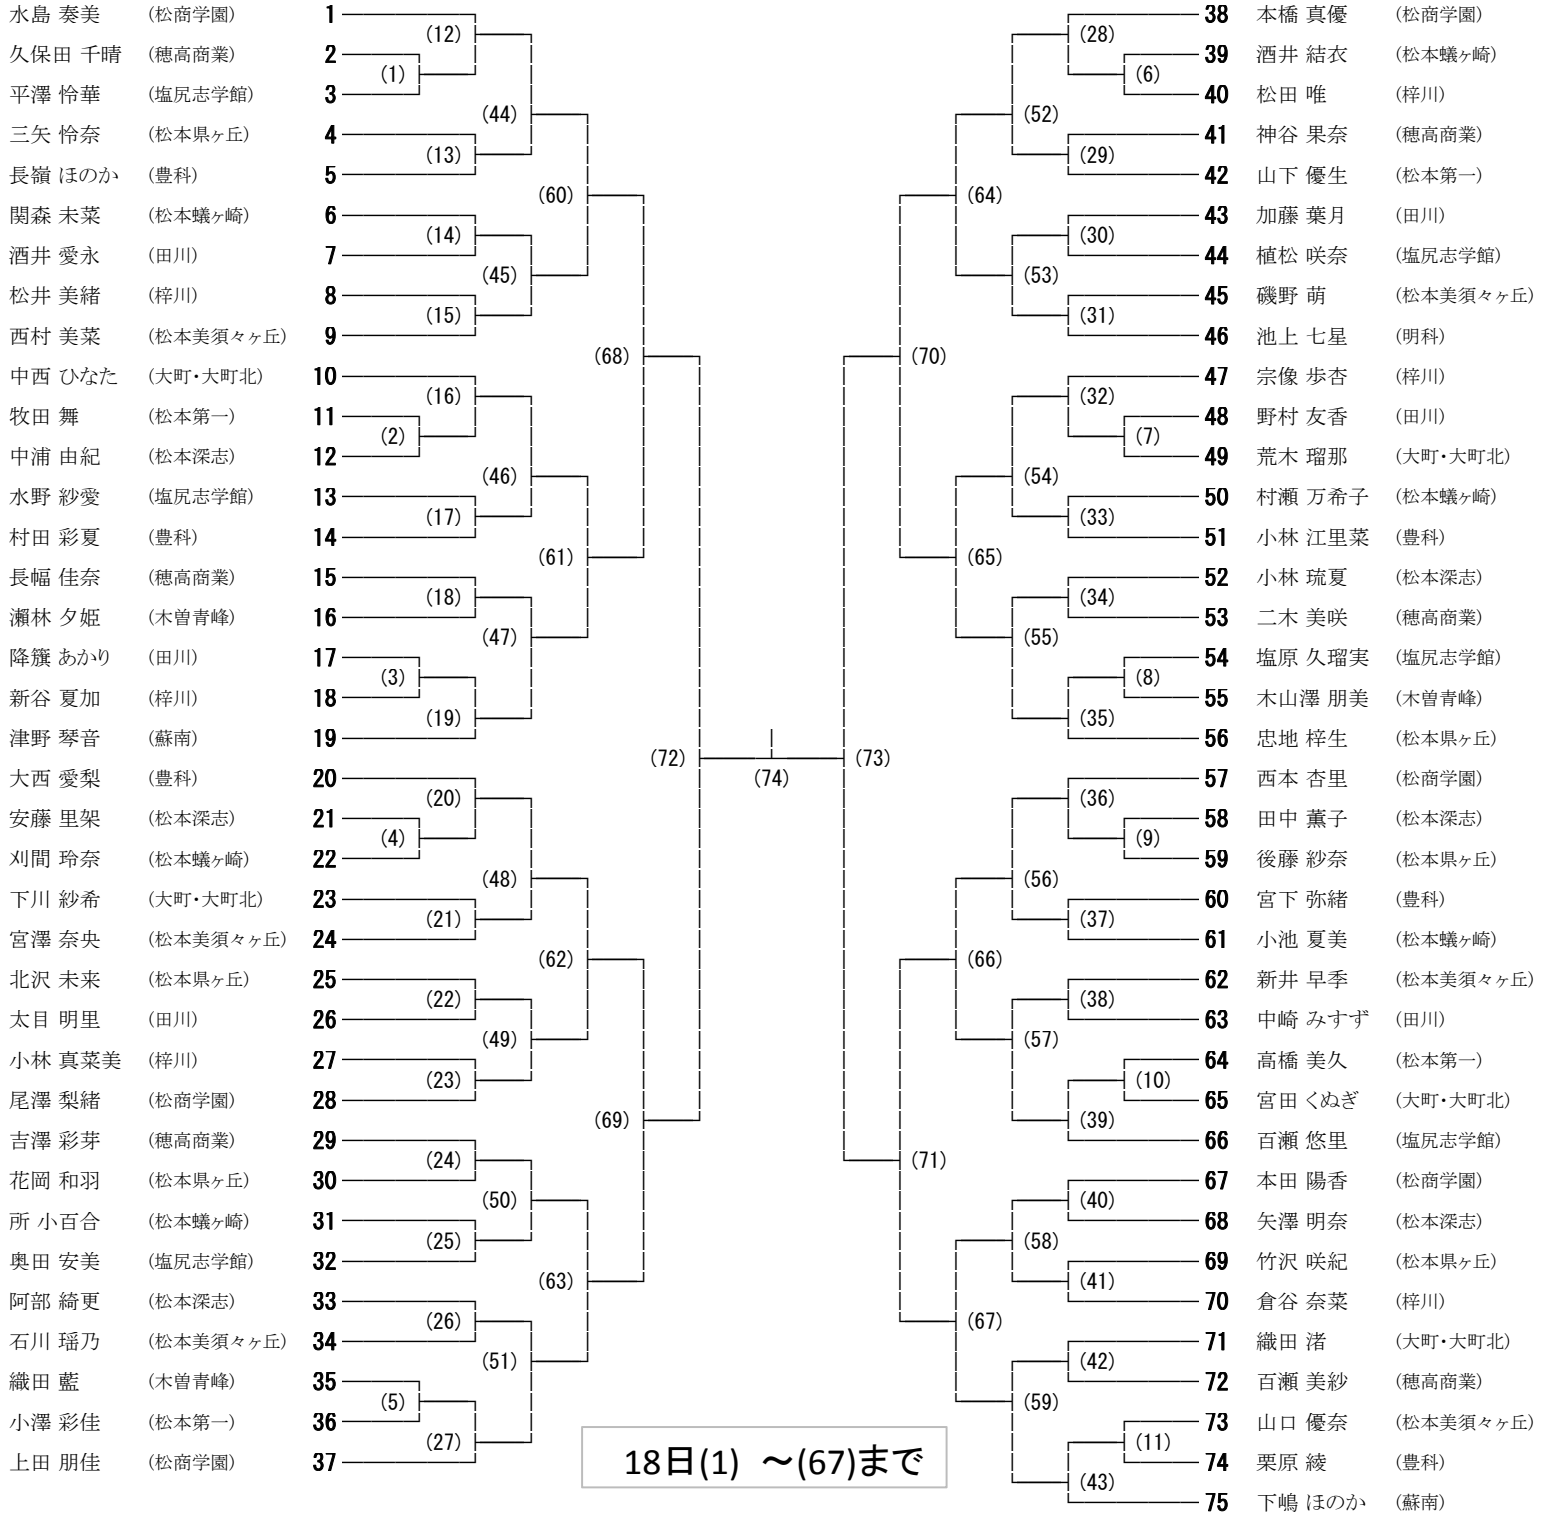 水島 奏美 (松商学園) 1
久保田 千晴 (穂高商業) 2
平澤 怜華 (塩尻志学館) 3
三矢 怜奈 (松本県ヶ丘) 4
長嶺 ほのか (豊科) 5
関森 未菜 (松本蟻ヶ崎) 6
酒井 愛永 (田川) 7
松井 美緒 (梓川) 8
西村 美菜 (松本美須々ヶ丘) 9
中西 ひなた (大町・大町北) 10
牧田 舞 (松本第一) 11
中浦 由紀 (松本深志) 12
水野 紗愛 (塩尻志学館) 13
村田 彩夏 (豊科) 14
長幅 佳奈 (穂高商業) 15
瀬林 夕姫 (木曽青峰) 16
降籏 あかり (田川) 17
新谷 夏加 (梓川) 18
津野 琴音 (蘇南) 19
大西 愛梨 (豊科) 20
安藤 里架 (松本深志) 21
刈間 玲奈 (松本蟻ヶ崎) 22
下川 紗希 (大町・大町北) 23
宮澤 奈央 (松本美須々ヶ丘) 24
北沢 未来 (松本県ヶ丘) 25
太目 明里 (田川) 26
小林 真菜美 (梓川) 27
尾澤 梨緒 (松商学園) 28
吉澤 彩芽 (穂高商業) 29
花岡 和羽 (松本県ヶ丘) 30
所 小百合 (松本蟻ヶ崎) 31
奥田 安美 (塩尻志学館) 32
阿部 綺更 (松本深志) 33
石川 瑶乃 (松本美須々ヶ丘) 34
織田 藍 (木曽青峰) 35
小澤 彩佳 (松本第一) 36
上田 朋佳 (松商学園) 37
(1)
(2)
(3)
(4)
(5)
(12)
(13)
(14)
(15)
(16)
(17)
(18)
(19)
(20)
(21)
(22)
(23)
(24)
(25)
(26)
(27)
(44)
(45)
(46)
(47)
(48)
(49)
(50)
(51)
(60)
(61)
(62)
(63)
(68)
(69)
(72)
(74)
(73)
(70)
(71)
(64)
(65)
(66)
(67)
(52)
(53)
(54)
(55)
(56)
(57)
(58)
(59)
(28)
(29)
(30)
(31)
(32)
(33)
(34)
(35)
(36)
(37)
(38)
(39)
(40)
(41)
(42)
(43)
(6)
(7)
(8)
(9)
(10)
(11)
38 本橋 真優 (松商学園)
39 酒井 結衣 (松本蟻ヶ崎)
40 松田 唯 (梓川)
41 神谷 果奈 (穂高商業)
42 山下 優生 (松本第一)
43 加藤 葉月 (田川)
44 植松 咲奈 (塩尻志学館)
45 磯野 萌 (松本美須々ヶ丘)
46 池上 七星 (明科)
47 宗像 歩杏 (梓川)
48 野村 友香 (田川)
49 荒木 瑠那 (大町・大町北)
50 村瀬 万希子 (松本蟻ヶ崎)
51 小林 江里菜 (豊科)
52 小林 琉夏 (松本深志)
53 二木 美咲 (穂高商業)
54 塩原 久瑠実 (塩尻志学館)
55 木山澤 朋美 (木曽青峰)
56 忠地 梓生 (松本県ヶ丘)
57 西本 杏里 (松商学園)
58 田中 薫子 (松本深志)
59 後藤 紗奈 (松本県ヶ丘)
60 宮下 弥緒 (豊科)
61 小池 夏美 (松本蟻ヶ崎)
62 新井 早季 (松本美須々ヶ丘)
63 中崎 みすず (田川)
64 高橋 美久 (松本第一)
65 宮田 くぬぎ (大町・大町北)
66 百瀬 悠里 (塩尻志学館)
67 本田 陽香 (松商学園)
68 矢澤 明奈 (松本深志)
69 竹沢 咲紀 (松本県ヶ丘)
70 倉谷 奈菜 (梓川)
71 織田 渚 (大町・大町北)
72 百瀬 美紗 (穂高商業)
73 山口 優奈 (松本美須々ヶ丘)
74 栗原 綾 (豊科)
75 下嶋 ほのか (蘇南)
18日(1) ～(67)まで